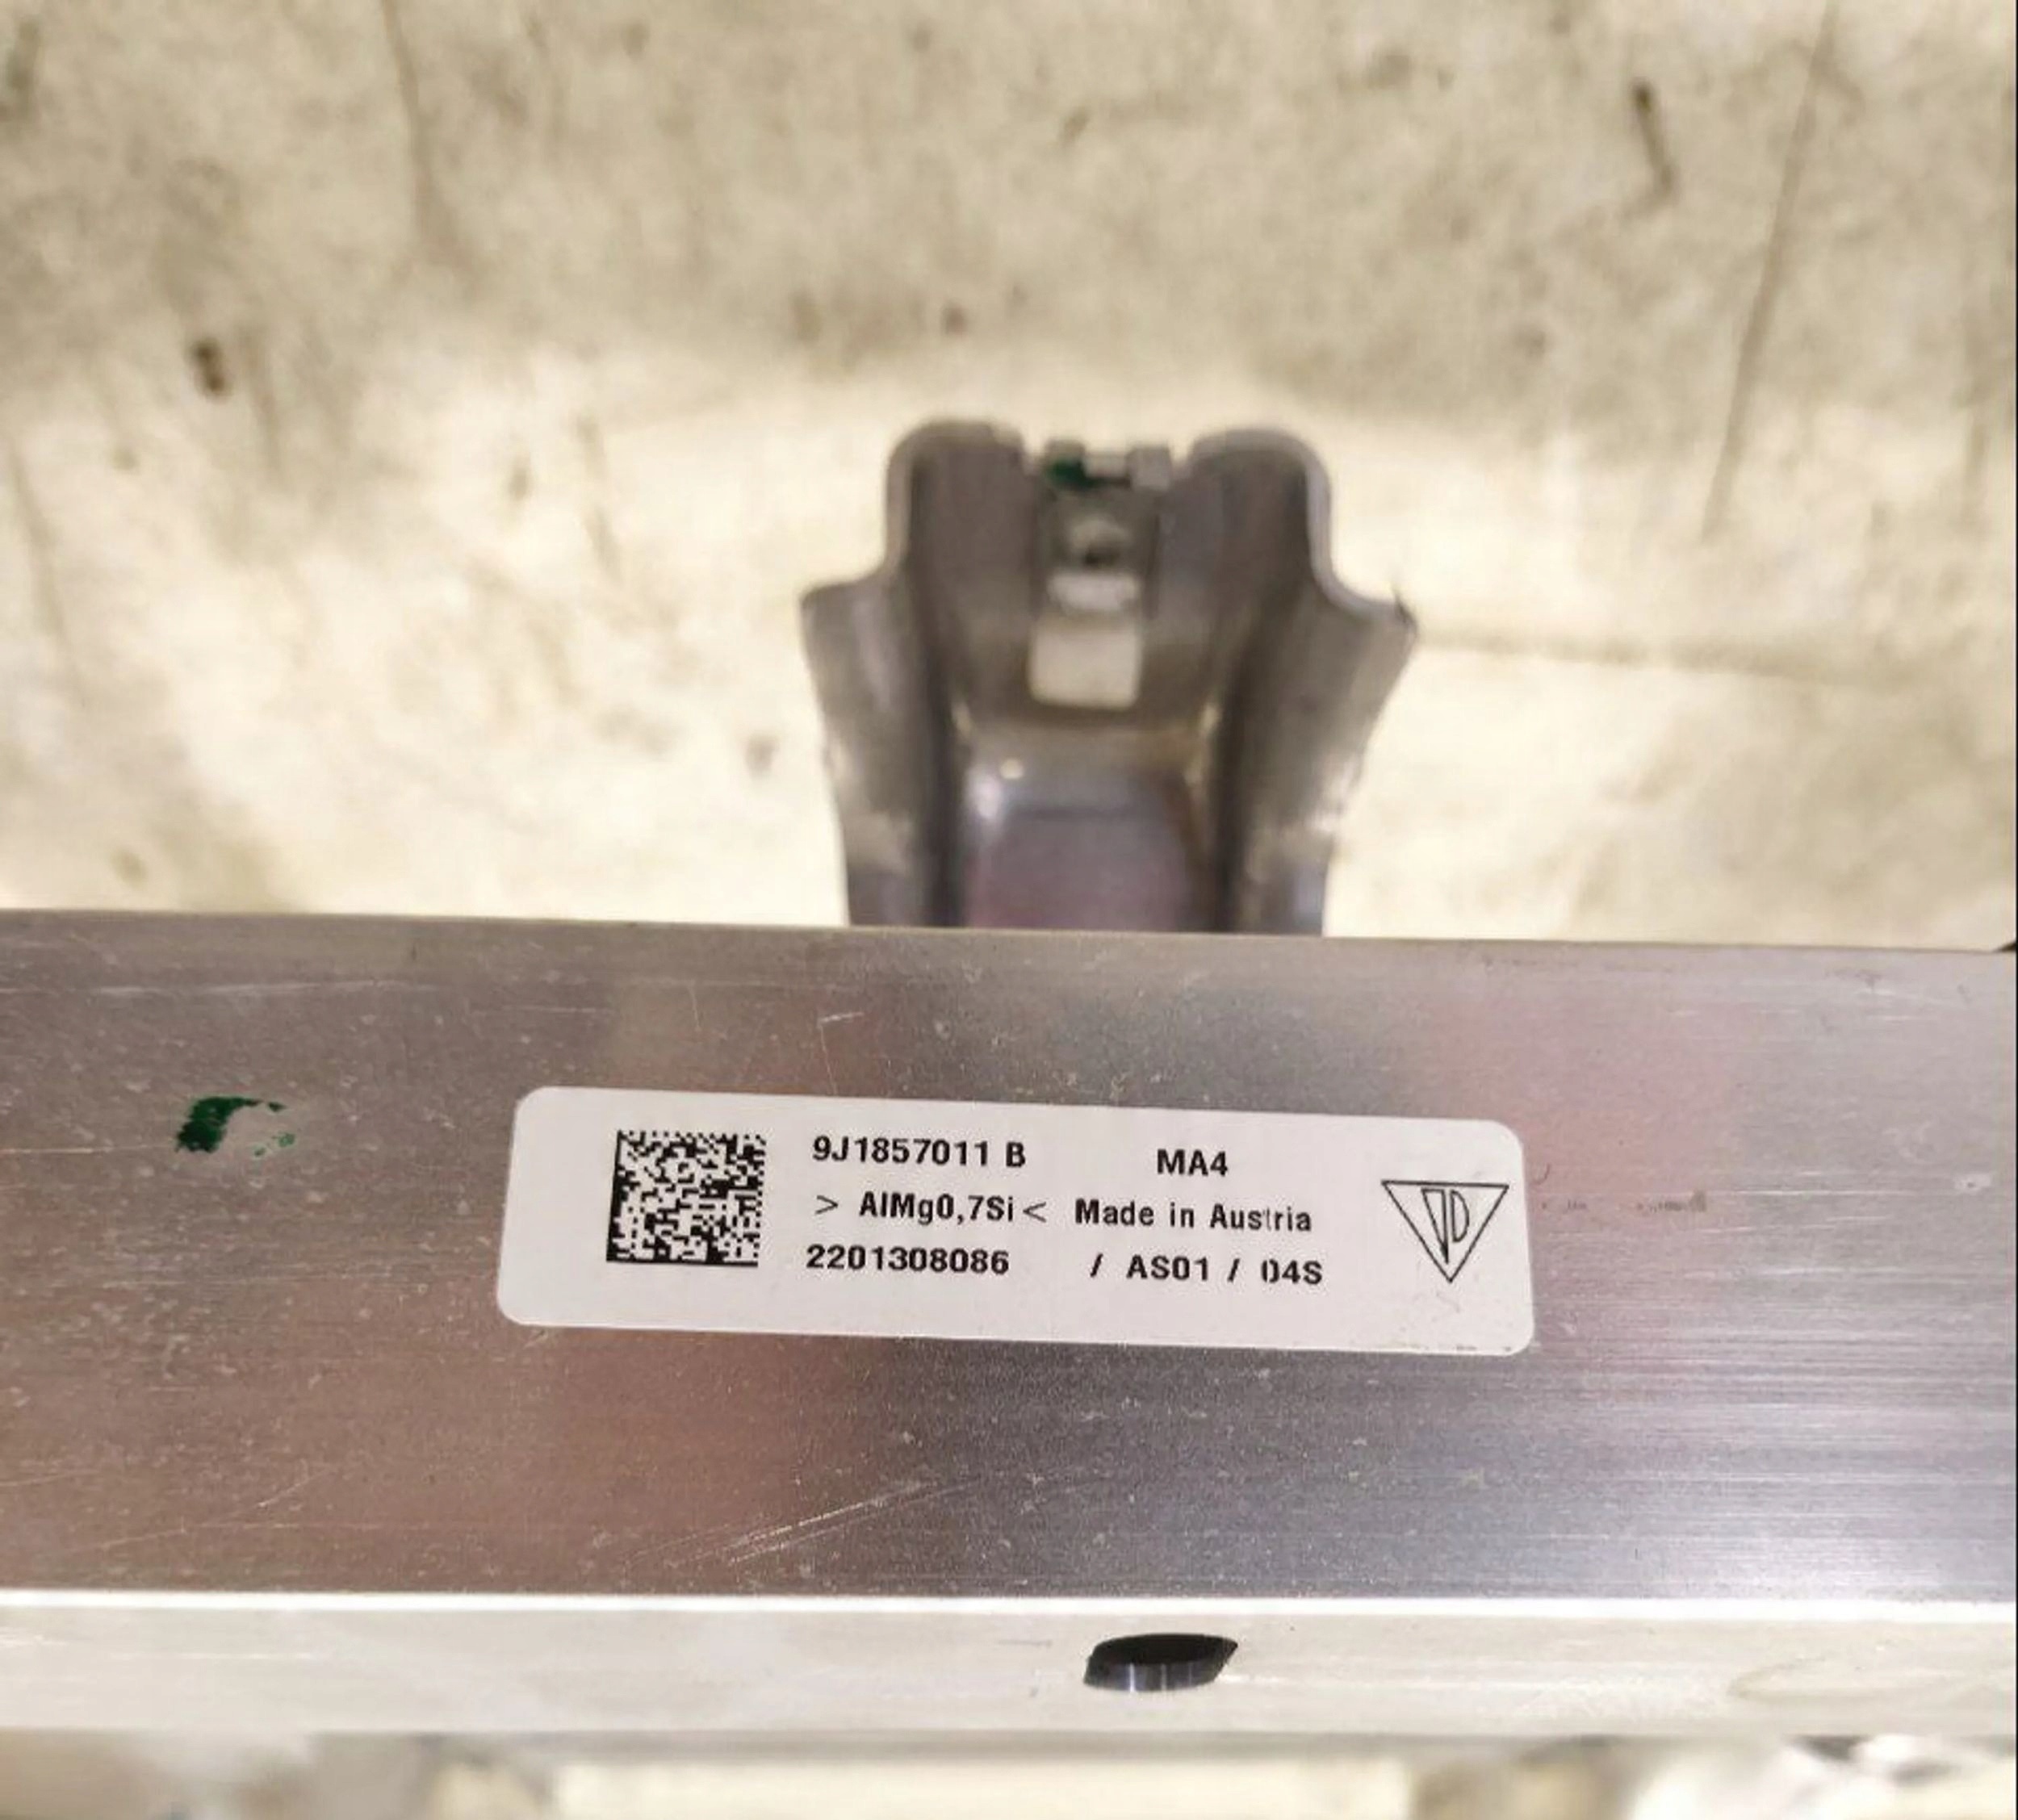 9J1857011 B MA4
> AlMg0,7Si < Made in Austria
2201308086 / AS01 / 04S